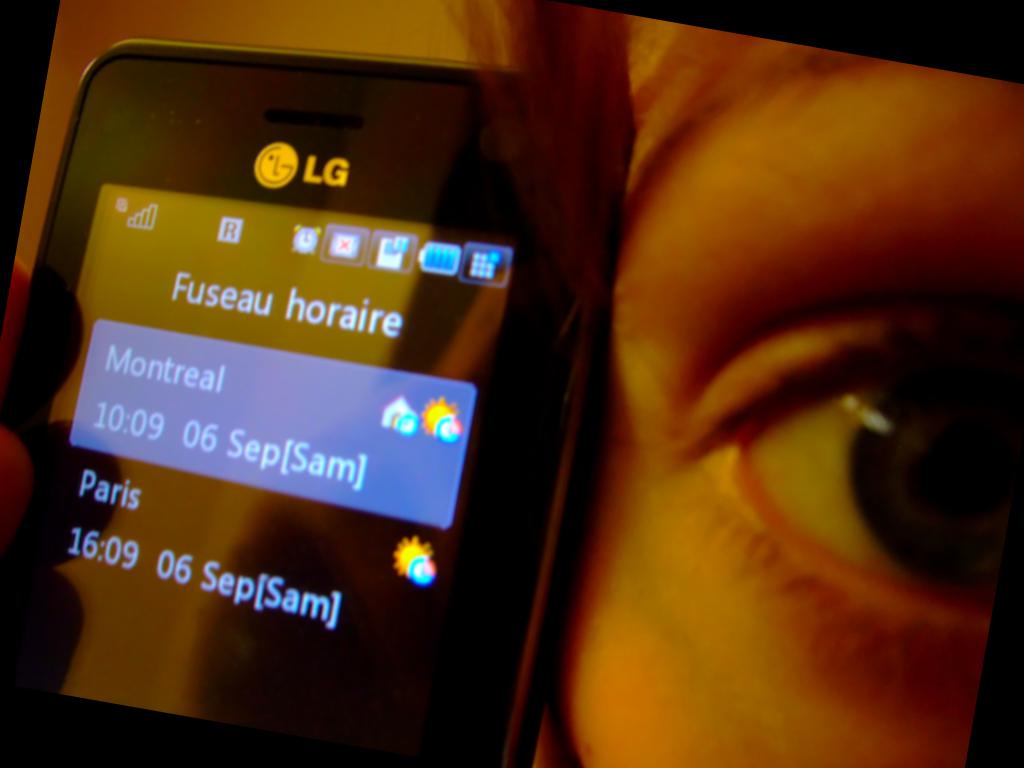 LG
R
Fuseau horaire
Montreal
10:09 06 Sep[Sam]
Paris
16:09 06 Sep[Sam]